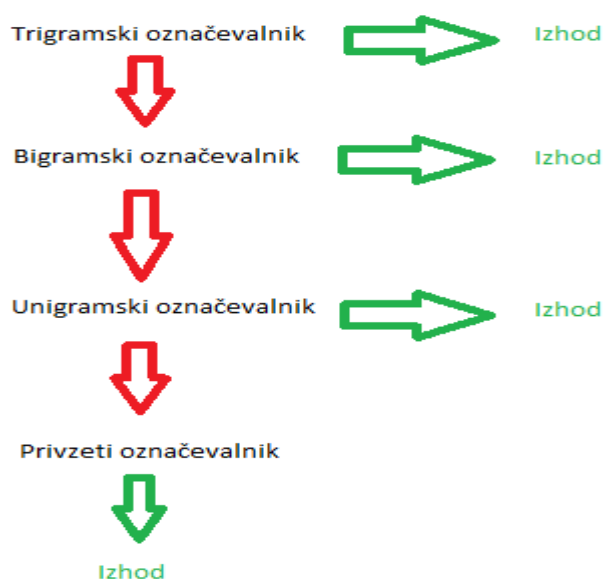 Trigramski označevalnik
Izhod
Bigramski označevalnik
Izhod
Unigramski označevalnik
Izhod
Privzeti označevalnik
Izhod